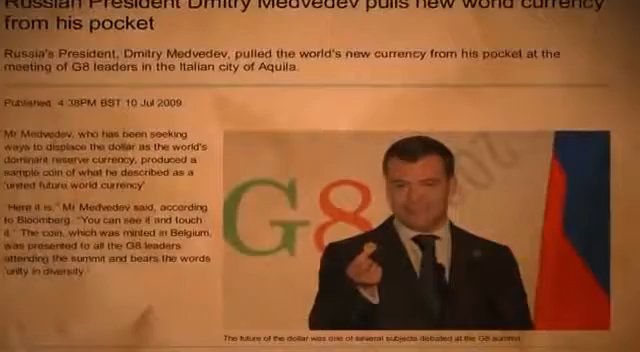 Russian President Dmitry Medvedev pulls new world currency
from his pocket
Russia's President, Dmitry Medvedev, pulled the world's new currency from his pocket at the
meeting of G8 leaders in the Italian city of Aquila.
Published: 4:38PM BST 10 Jul 2009
Mr Medvedev, who has been seeking
ways to displace the dollar as the world's
dominant reserve currency, produced a
sample coin of what he described as a
'united future world currency'
'Here it is," Mr Medvedev said, according
to Bloomberg. "You can see it and touch
it." The coin, which was minted in Belgium,
was presented to all the G8 leaders
attending the summit and bears the words
'unity in diversity.'
G8
The future of the dollar was one of several subjects debated at the G8 summit